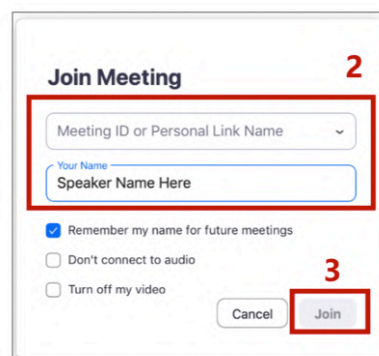 2
Join Meeting
Meeting ID or Personal Link Name
Your Name
Speaker Name Here
Remember my name for future meetings
Don't connect to audio
Turn off my video
3
Cancel Join